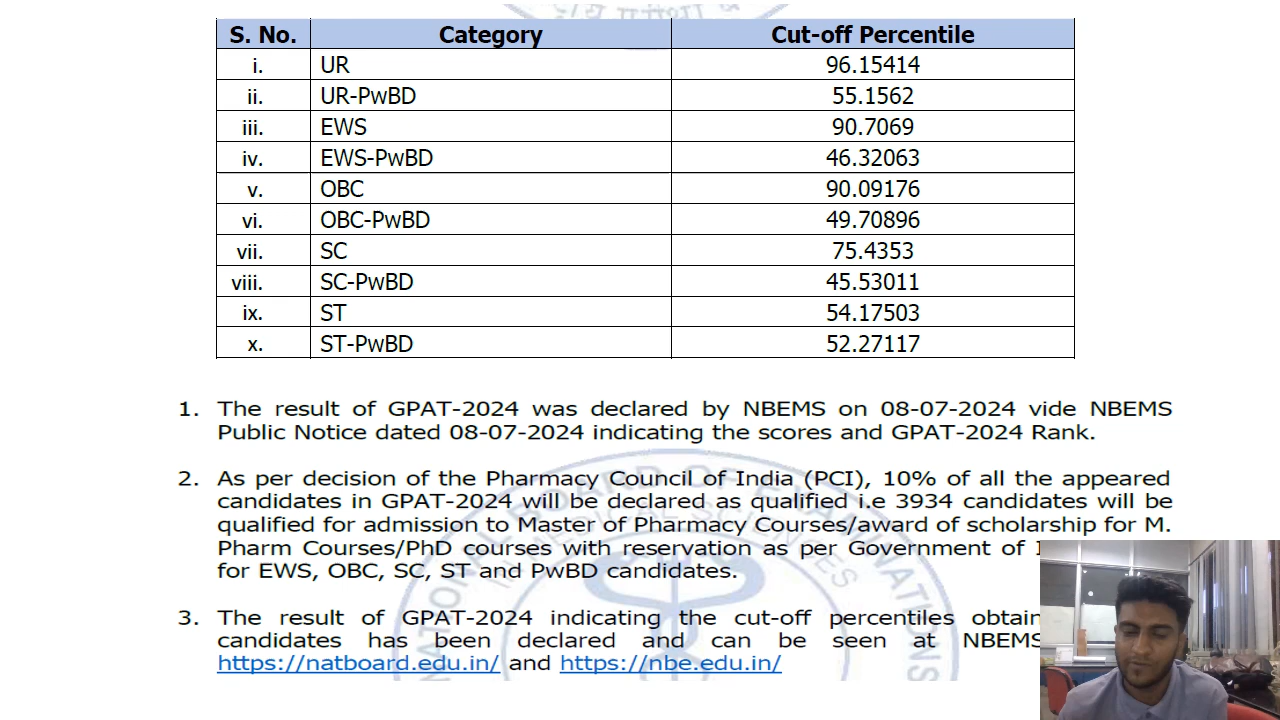 S. No. Category Cut-off Percentile
i. UR 96.15414
ii. UR-PwBD 55.1562
iii. EWS 90.7069
iv. EWS-PwBD 46.32063
v. OBC 90.09176
vi. OBC-PwBD 49.70896
vii. SC 75.4353
viii. SC-PwBD 45.53011
ix. ST 54.17503
x. ST-PwBD 52.27117
1. The result of GPAT-2024 was declared by NBEMS on 08-07-2024 vide NBEMS
Public Notice dated 08-07-2024 indicating the scores and GPAT-2024 Rank.
2. As per decision of the Pharmacy Council of India (PCI), 10% of all the appeared
candidates in GPAT-2024 will be declared as qualified i.e 3934 candidates will be
qualified for admission to Master of Pharmacy Courses/award of scholarship for M.
Pharm Courses/PhD courses with reservation as per Government of
for EWS, OBC, SC, ST and PwBD candidates.
3. The result of GPAT-2024 indicating the cut-off percentiles obtain
candidates has been declared and can be seen at NBEMS
https://natboard.edu.in/ and https://nbe.edu.in/
NATIONAL BOARD OF EXAMINATIONS
IN MEDICAL SCIENCES